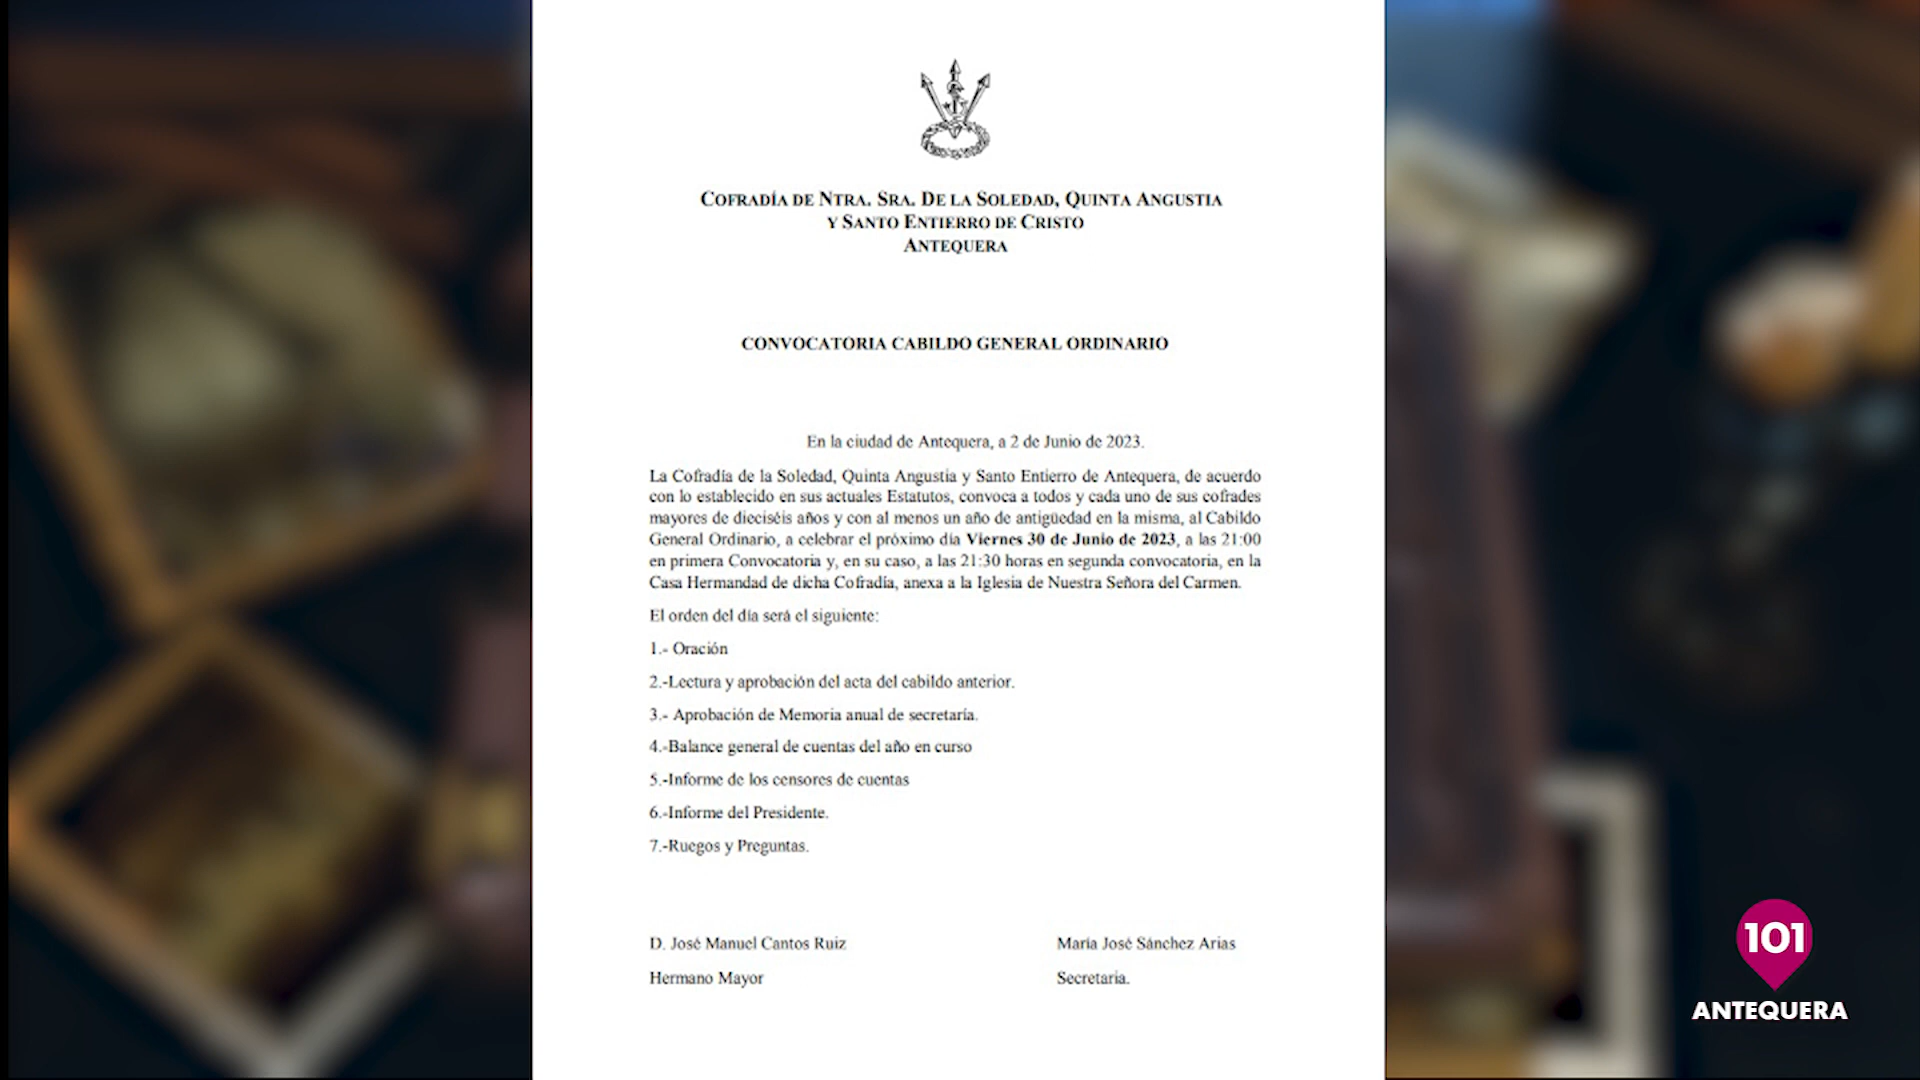 COFRADÍA DE NTRA. SRA. DE LA SOLEDAD, QUINTA ANGUSTIA
Y SANTO ENTIERRO DE CRISTO
ANTEQUERA
CONVOCATORIA CABILDO GENERAL ORDINARIO
En la ciudad de Antequera, a 2 de Junio de 2023.
La Cofradía de la Soledad, Quinta Angustia y Santo Entierro de Antequera, de acuerdo
con lo establecido en sus actuales Estatutos, convoca a todos y cada uno de sus cofrades
mayores de dieciséis años y con al menos un año de antigüedad en la misma, al Cabildo
General Ordinario, a celebrar el próximo día Viernes 30 de Junio de 2023, a las 21:00
en primera Convocatoria y, en su caso, a las 21:30 horas en segunda convocatoria, en la
Casa Hermandad de dicha Cofradía, anexa a la Iglesia de Nuestra Señora del Carmen.
El orden del día será el siguiente:
1.- Oración
2.-Lectura y aprobación del acta del cabildo anterior.
3.- Aprobación de Memoria anual de secretaría.
4.-Balance general de cuentas del año en curso
5.-Informe de los censores de cuentas
6.-Informe del Presidente.
7.-Ruegos y Preguntas.
D. José Manuel Cantos Ruiz
María José Sánchez Arias
Hermano Mayor
Secretaria.
101
ANTEQUERA